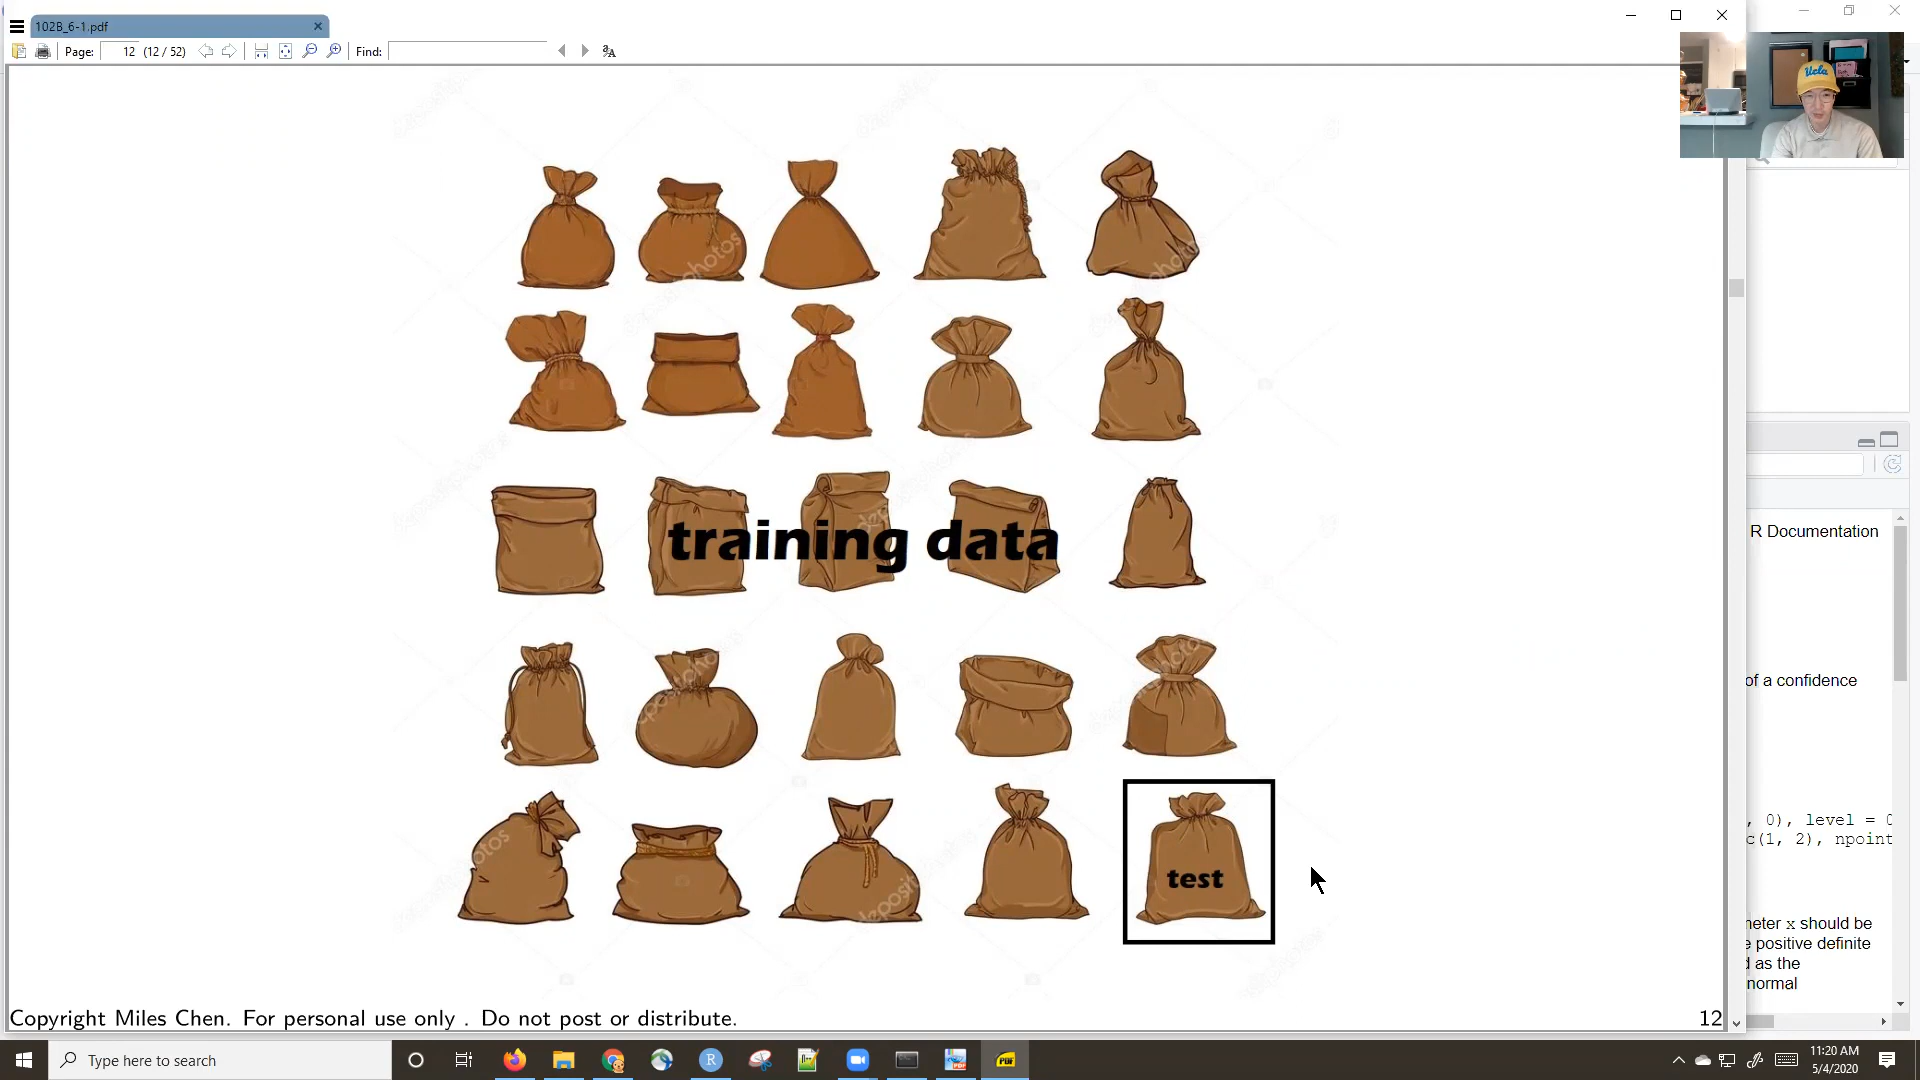 102B_6-1.pdf
Page: 12 (12 / 52) Find:
Ucla
training data
test
R Documentation
of a confidence
, 0), level = 0
c(1, 2), npoint
neter x should be
positive definite
d as the
normal
Copyright Miles Chen. For personal use only . Do not post or distribute.
12
Type here to search
11:20 AM
5/4/2020